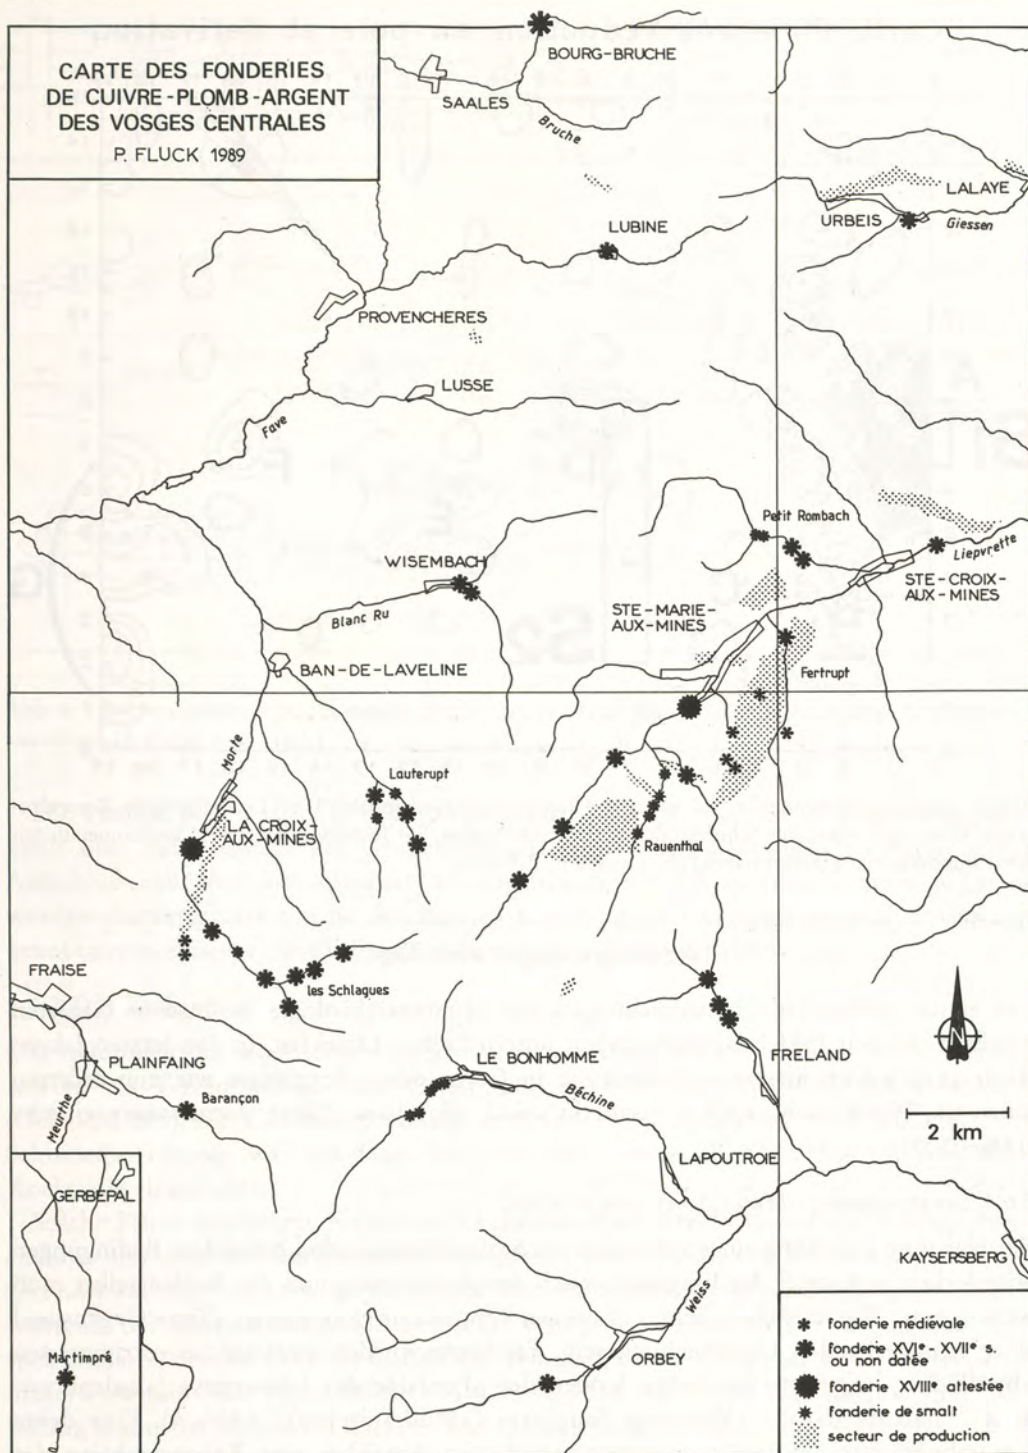 CARTE DES FONDERIES
DE CUIVRE-PLOMB-ARGENT
DES VOSGES CENTRALES
P. FLUCK 1989
BOURG-BRUCHE
SAALES
Bruche
LALAYE
URBEIS
Giessen
LUBINE
PROVENCHERES
LUSSE
Fave
Petit Rombach
Liepvrette
WISEMBACH
STE-CROIX-
AUX-MINES
STE-MARIE-
AUX-MINES
Blanc Ru
BAN-DE-LAVELINE
Fertrupt
Morte
Lauterupt
LA CROIX-
AUX-MINES
Rauenthal
FRAISE
les Schlagues
PLAINFAING
LE BONHOMME
FRELAND
Barançon
Béchine
Meurthe
2 km
LAPOUTROIE
GERBEPAL
KAYSERSBERG
Weiss
ORBEY
Martimpré
fonderie médiévale
fonderie XVIe - XVIIe s.
ou non datée
fonderie XVIIIe attestée
fonderie de smalt
secteur de production
N